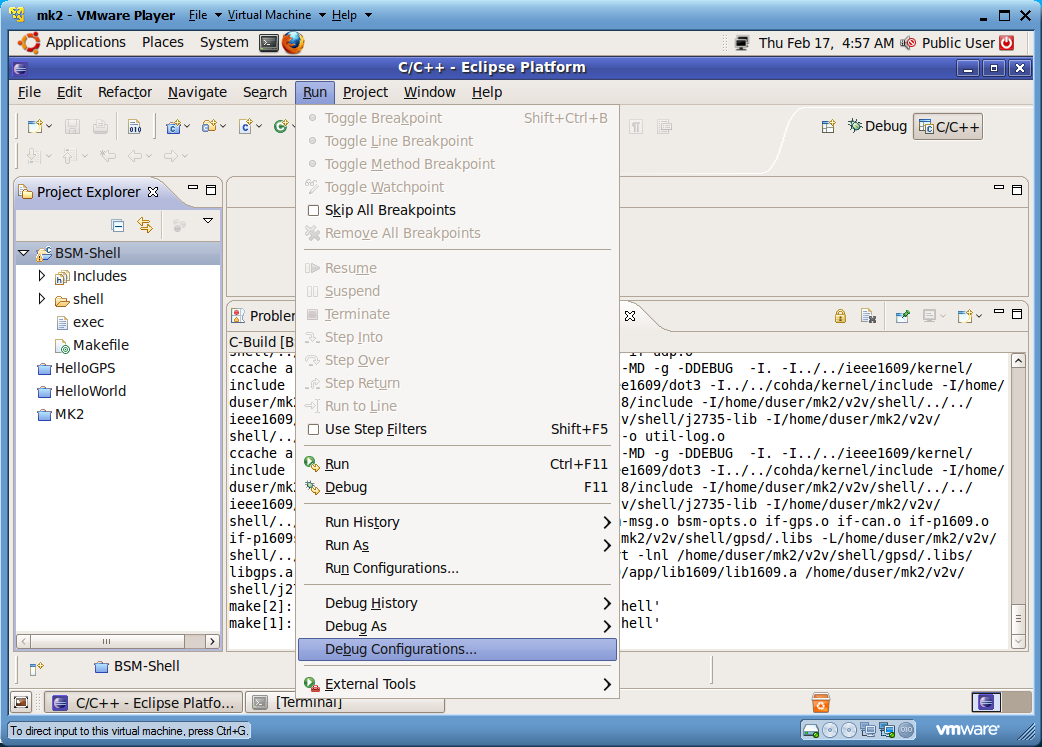 mk2 - VMware Player File Virtual Machine Help
Applications Places System Thu Feb 17, 4:57 AM Public User
C/C++ - Eclipse Platform
File Edit Refactor Navigate Search Run Project Window Help
Debug C/C++
Project Explorer
BSM-Shell
Includes
shell
exec
Makefile
HelloGPS
HelloWorld
MK2
Toggle Breakpoint Shift+Ctrl+B
Toggle Line Breakpoint
Toggle Method Breakpoint
Toggle Watchpoint
Skip All Breakpoints
Remove All Breakpoints
Resume
Suspend
Terminate
Step Into
Step Over
Step Return
Run to Line
Use Step Filters Shift+F5
Run Ctrl+F11
Debug F11
Run History
Run As
Run Configurations...
Debug History
Debug As
Debug Configurations...
External Tools
Problem
C-Build [B
ccache a -MD -g -DDEBUG -I. -I../../ieee1609/kernel/
include e1609/dot3 -I../../cohda/kernel/include -I/home/
duser/mk2 8/include -I/home/duser/mk2/v2v/shell/../../
ieee1609/ v/shell/j2735-lib -I/home/duser/mk2/v2v/
shell/../ -o util-log.o
ccache a -MD -g -DDEBUG -I. -I../../ieee1609/kernel/
include e1609/dot3 -I../../cohda/kernel/include -I/home/
duser/mk2 8/include -I/home/duser/mk2/v2v/shell/../../
ieee1609/ v/shell/j2735-lib -I/home/duser/mk2/v2v/
shell/../ -msg.o bsm-opts.o if-gps.o if-can.o if-p1609.o
if-p1609 mk2/v2v/shell/gpsd/.libs -L/home/duser/mk2/v2v/
shell/../ rt -lnl /home/duser/mk2/v2v/shell/gpsd/.libs/
libgps.a /app/lib1609/lib1609.a /home/duser/mk2/v2v/
shell/j2
make[2]: hell'
make[1]: hell'
BSM-Shell
C/C++ - Eclipse Platfo... [Terminal]
To direct input to this virtual machine, press Ctrl+G. vmware